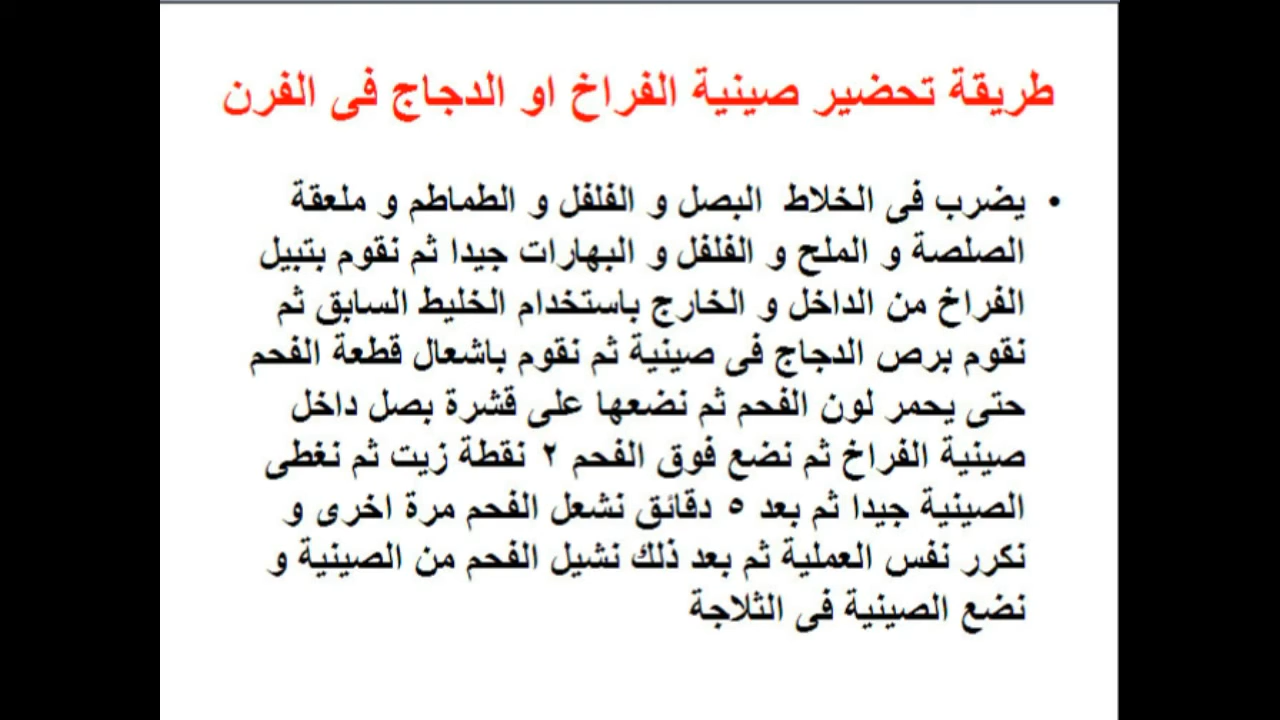 طريقة تحضير صينية الفراخ او الدجاج فى الفرن
• يضرب فى الخلاط البصل و الفلفل و الطماطم و ملعقة
الصلصة و الملح و الفلفل و البهارات جيدا ثم نقوم بتبيل
الفراخ من الداخل و الخارج باستخدام الخليط السابق ثم
نقوم برص الدجاج فى صينية ثم نقوم باشعال قطعة الفحم
حتى يحمر لون الفحم ثم نضعها على قشرة بصل داخل
صينية الفراخ ثم نضع فوق الفحم ٢ نقطة زيت ثم نغطى
الصينية جيدا ثم بعد ٥ دقائق نشعل الفحم مرة اخرى و
نكرر نفس العملية ثم بعد ذلك نشيل الفحم من الصينية و
نضع الصينية فى الثلاجة